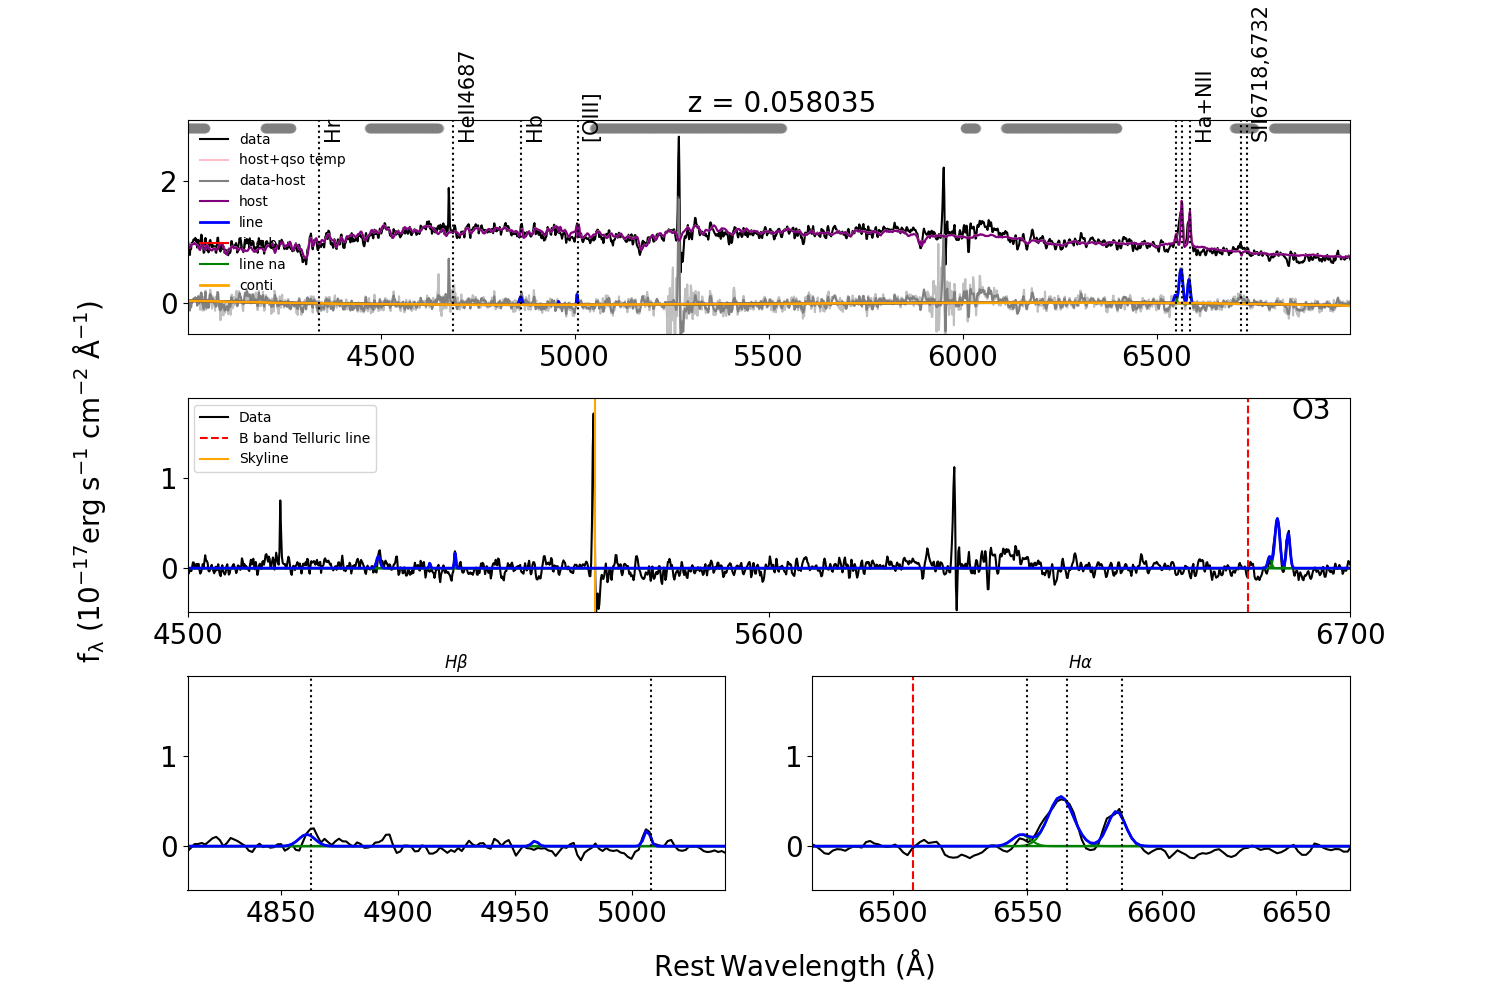 z = 0.058035
Hr
HeII4687
Hb
[OIII]
Ha+NII
SII6718,6732
data
host+qso temp
data-host
host
line
line na
conti
2
0
4500 5000 5500 6000 6500
Data
B band Telluric line
Skyline
O3
1
0
4500 5600 6700
fλ (10⁻¹⁷erg s⁻¹ cm⁻² Å⁻¹)
Hβ
1
0
4850 4900 4950 5000
Hα
1
0
6500 6550 6600 6650
Rest Wavelength (Å)